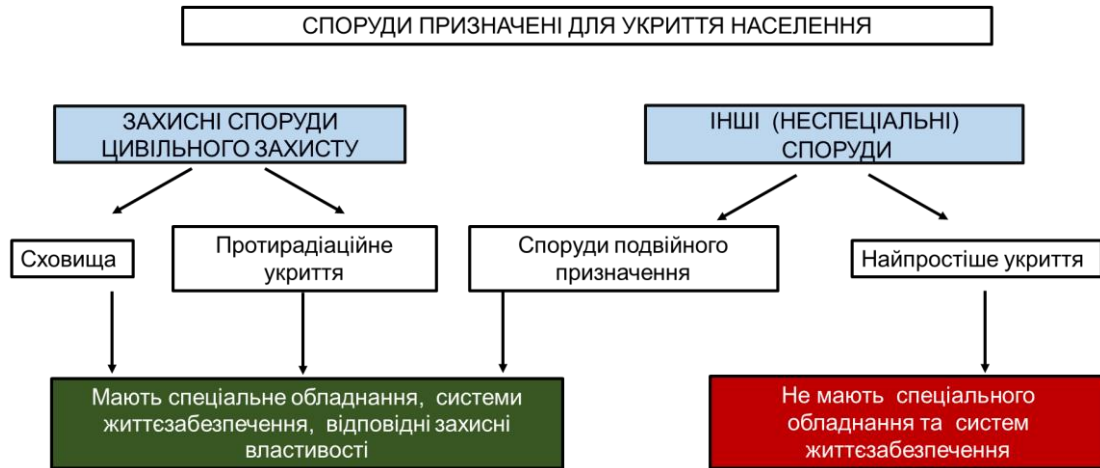 СПОРУДИ ПРИЗНАЧЕНІ ДЛЯ УКРИТТЯ НАСЕЛЕННЯ
ЗАХИСНІ СПОРУДИ
ЦИВІЛЬНОГО ЗАХИСТУ
ІНШІ (НЕСПЕЦІАЛЬНІ)
СПОРУДИ
Сховища
Протирадіаційне
укриття
Споруди подвійного
призначення
Найпростіше укриття
Мають спеціальне обладнання, системи
життєзабезпечення, відповідні захисні
властивості
Не мають спеціального
обладнання та систем
життєзабезпечення